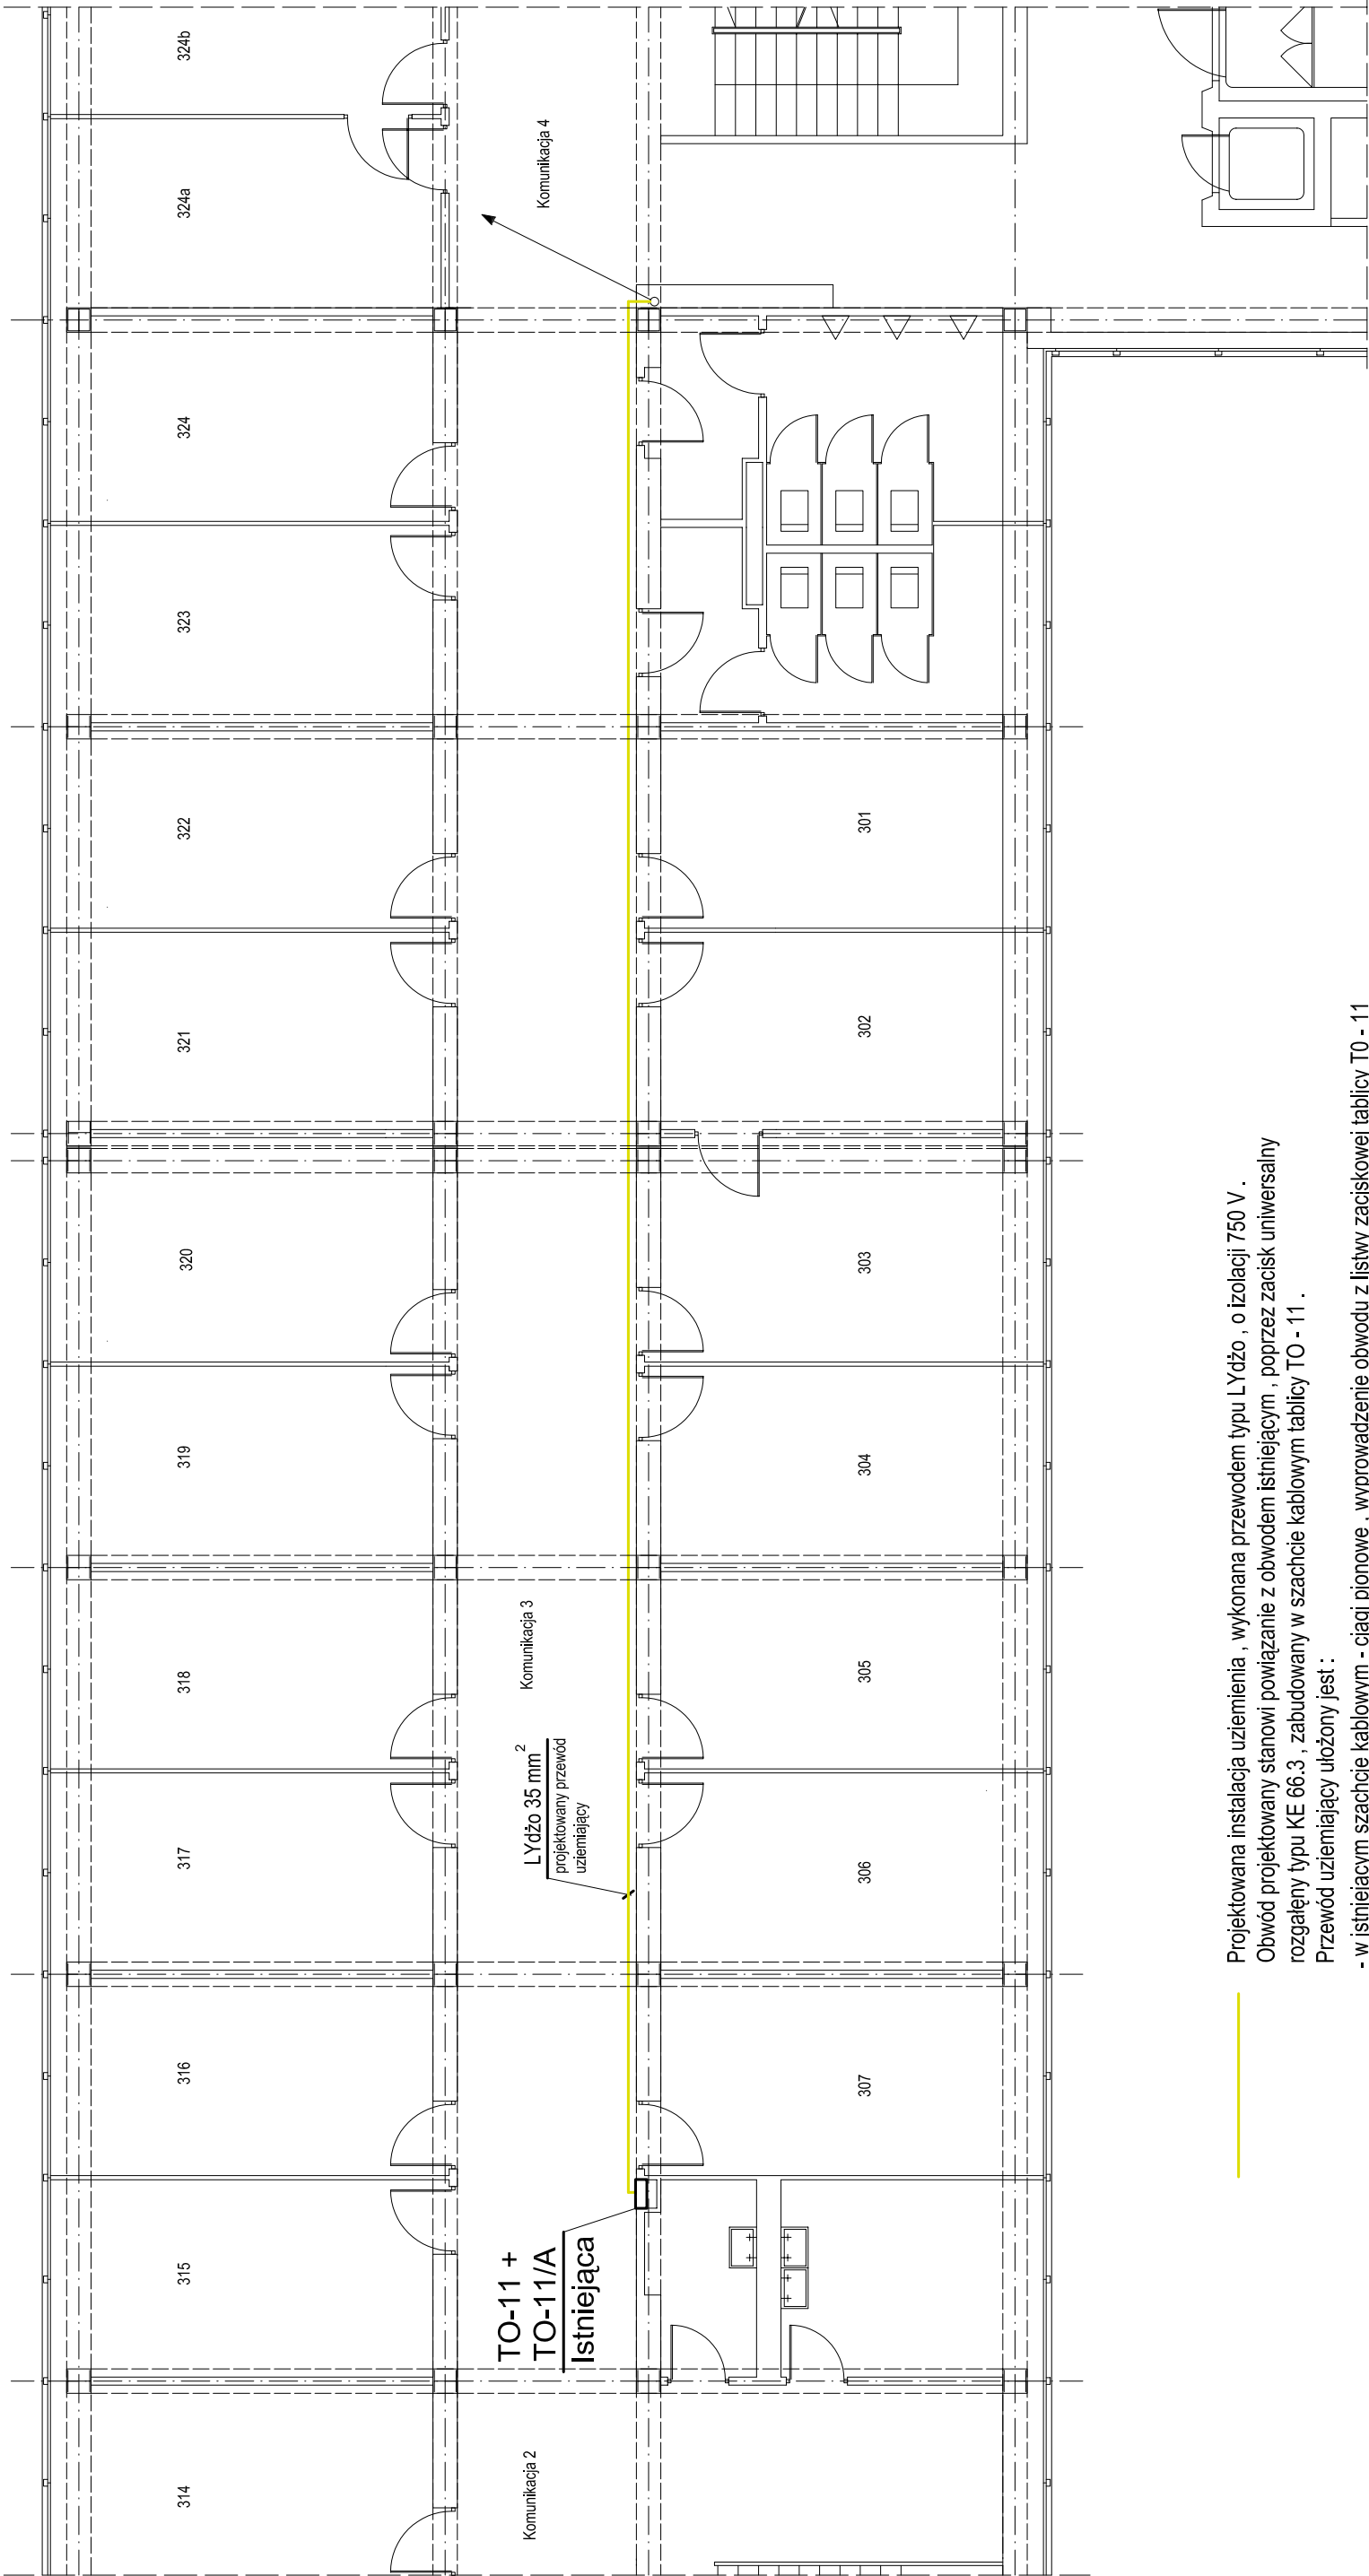 314
315
316
317
318
319
320
321
322
323
324
324a
324b
Komunikacja 2
TO-11 +
TO-11/A
Istniejąca
LYdżo 35 mm²
projektowany przewód
uziemiający
Komunikacja 3
Komunikacja 4
307
306
305
304
303
302
301
Projektowana instalacja uziemienia , wykonana przewodem typu LYdżo , o izolacji 750 V .
Obwód projektowany stanowi powiązanie z obwodem istniejącym , poprzez zacisk uniwersalny
rozgałęny typu KE 66.3 , zabudowany w szachcie kablowym tablicy TO - 11 .
Przewód uziemiający ułożony jest :
- w istniejącym szachcie kablowym - ciągi pionowe , wyprowadzenie obwodu z listwy zaciskowej tablicy T0 - 11